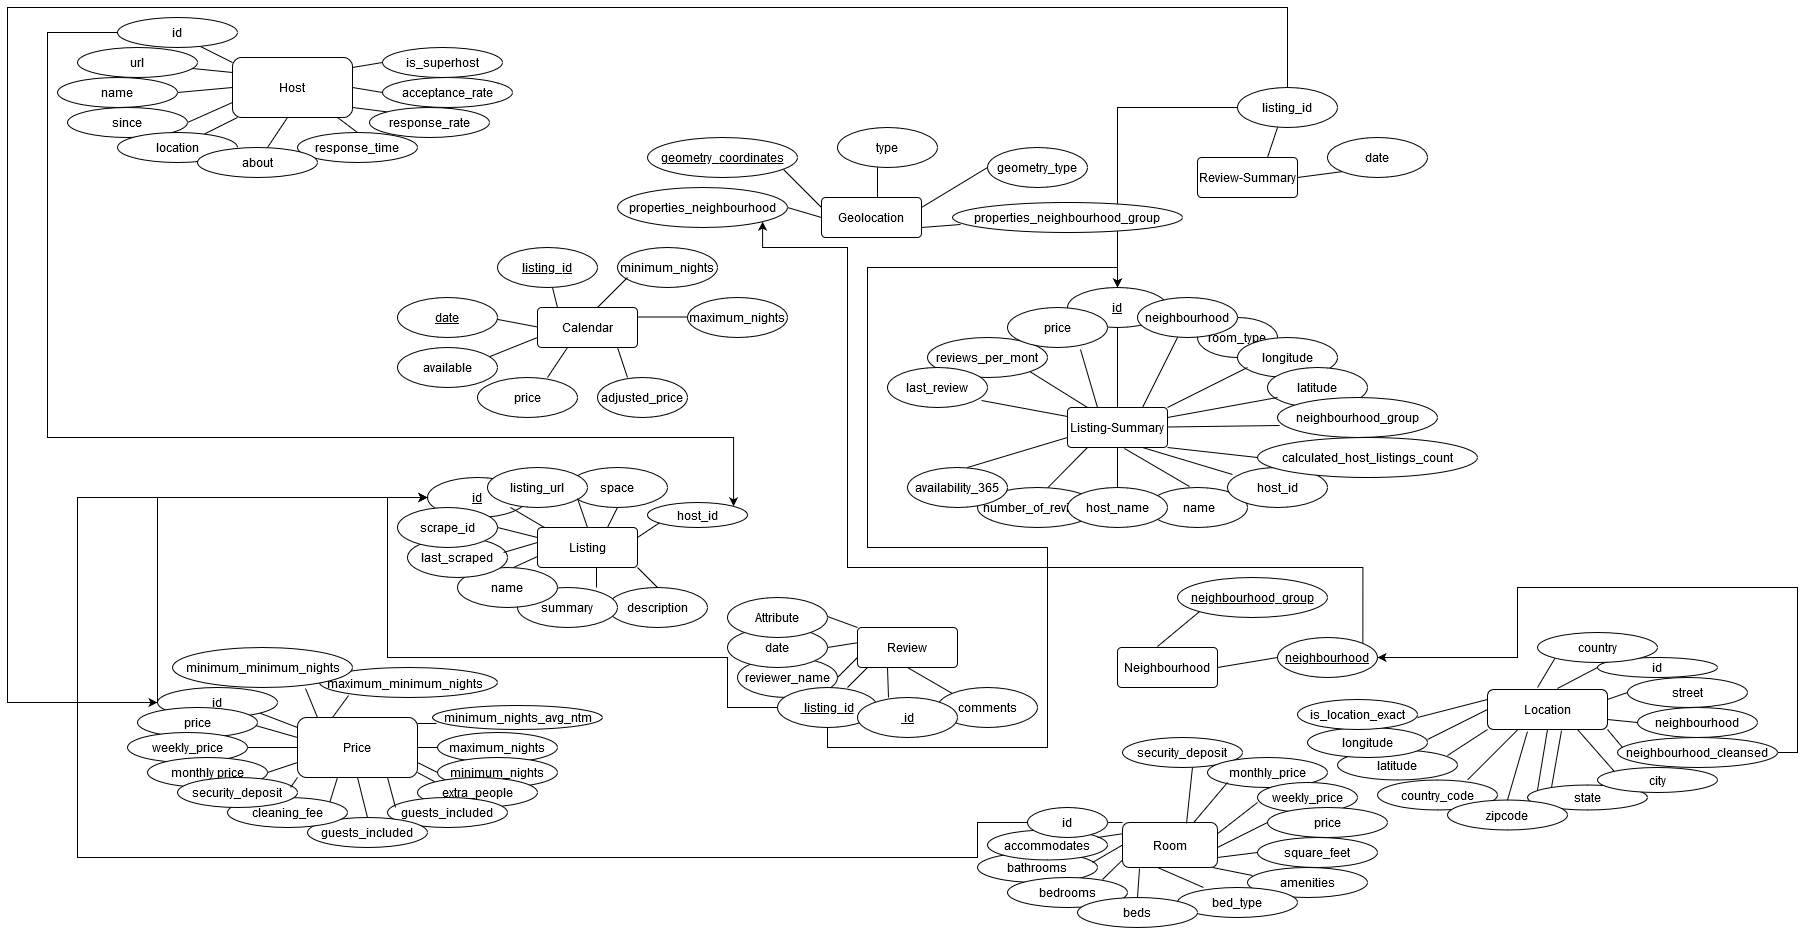 id
url
name
since
location
about
response_time
response_rate
acceptance_rate
is_superhost
Host
listing_id
Review-Summary
date
geometry_coordinates
type
geometry_type
properties_neighbourhood
Geolocation
properties_neighbourhood_group
listing_id
minimum_nights
date
Calendar
maximum_nights
available
price
adjusted_price
id
price
neighbourhood
room_type
reviews_per_mont
longitude
last_review
latitude
neighbourhood_group
Listing-Summary
calculated_host_listings_count
availability_365
host_id
number_of_rev
host_name
name
id
listing_url
space
host_id
scrape_id
last_scraped
Listing
name
summary
description
Attribute
date
reviewer_name
Review
listing_id
id
comments
neighbourhood_group
Neighbourhood
neighbourhood
country
id
street
Location
is_location_exact
neighbourhood
longitude
neighbourhood_cleansed
latitude
city
country_code
state
zipcode
minimum_minimum_nights
maximum_minimum_nights
id
price
minimum_nights_avg_ntm
weekly_price
Price
maximum_nights
monthly price
minimum_nights
security_deposit
extra_people
cleaning_fee
guests_included
guests_included
security_deposit
monthly_price
weekly_price
id
price
accommodates
Room
square_feet
bathrooms
amenities
bedrooms
bed_type
beds